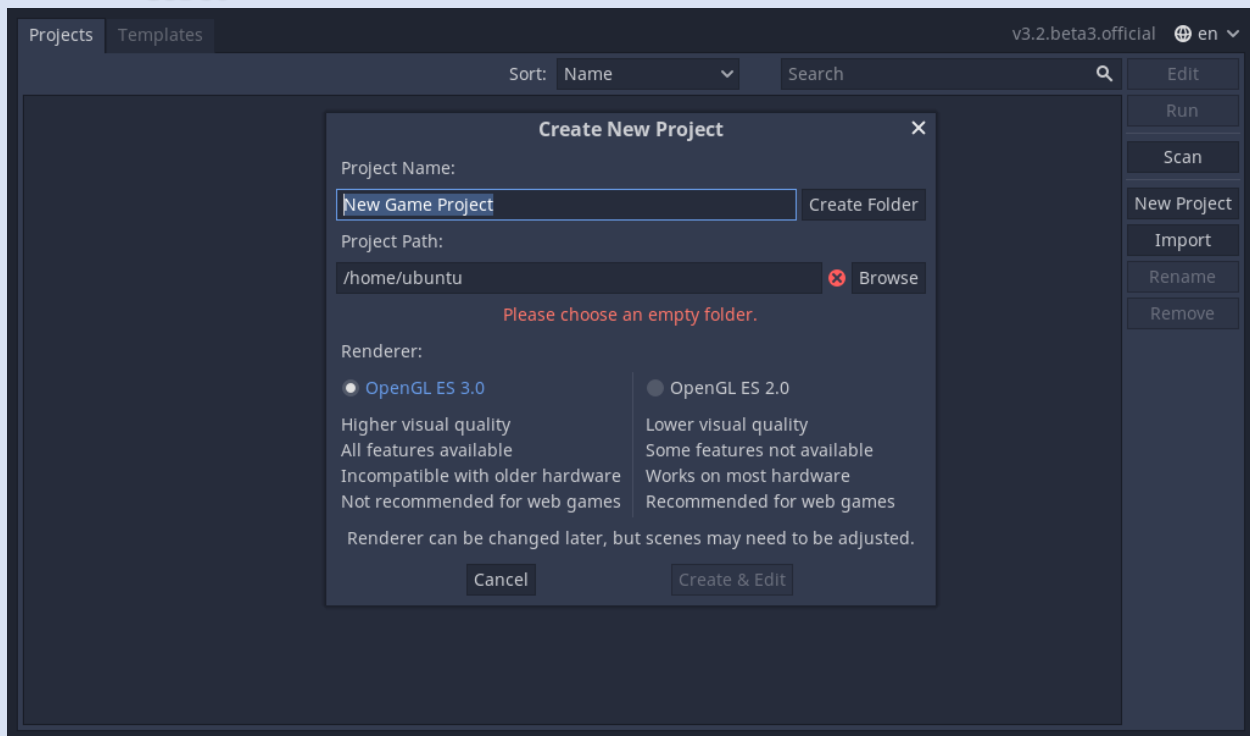 Projects Templates v3.2.beta3.official en
Sort: Name Search Edit
Run
Create New Project
Scan
Project Name:
New Game Project Create Folder New Project
Project Path: Import
/home/ubuntu Browse Rename
Please choose an empty folder. Remove
Renderer:
OpenGL ES 3.0 OpenGL ES 2.0
Higher visual quality Lower visual quality
All features available Some features not available
Incompatible with older hardware Works on most hardware
Not recommended for web games Recommended for web games
Renderer can be changed later, but scenes may need to be adjusted.
Cancel Create & Edit